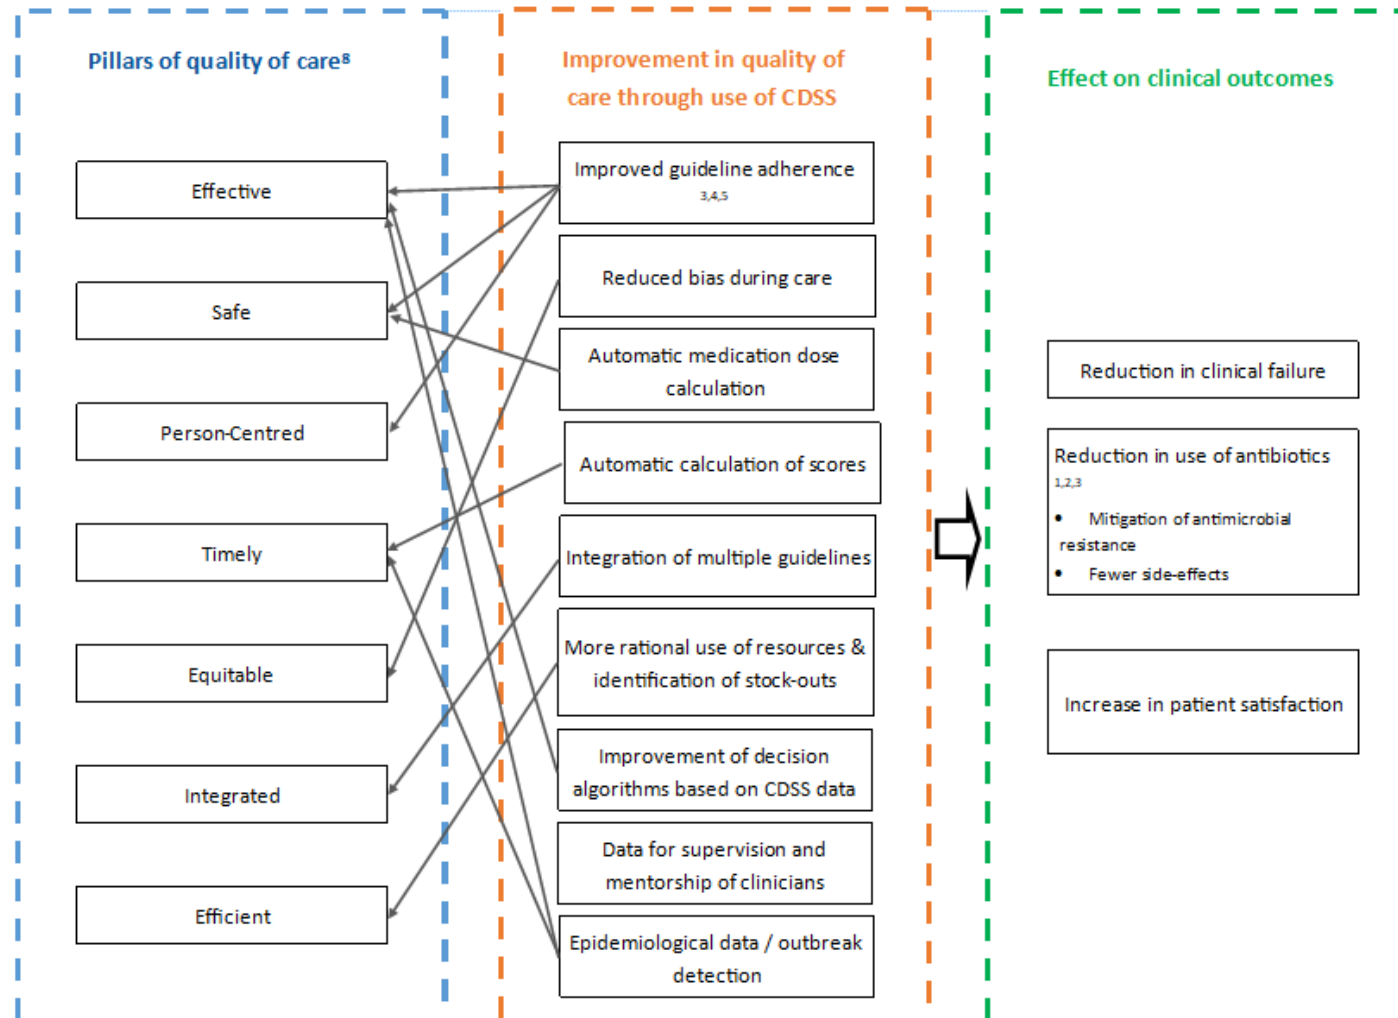 Pillars of quality of care⁸
Effective
Safe
Person-Centred
Timely
Equitable
Integrated
Efficient
Improvement in quality of
care through use of CDSS
Improved guideline adherence
3,4,5
Reduced bias during care
Automatic medication dose
calculation
Automatic calculation of scores
Integration of multiple guidelines
More rational use of resources &
identification of stock-outs
Improvement of decision
algorithms based on CDSS data
Data for supervision and
mentorship of clinicians
Epidemiological data / outbreak
detection
Effect on clinical outcomes
Reduction in clinical failure
Reduction in use of antibiotics
1,2,3
• Mitigation of antimicrobial
resistance
• Fewer side-effects
Increase in patient satisfaction